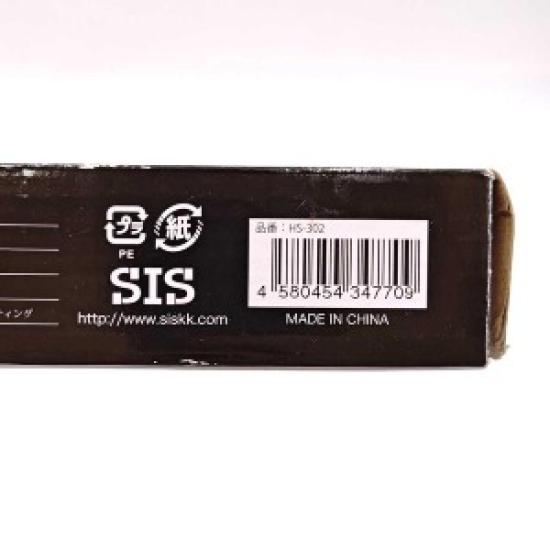 プラ 紙
PE
SIS
http://www.siskk.com/
品番：HS-302
4 580454 347709
MADE IN CHINA
ティング